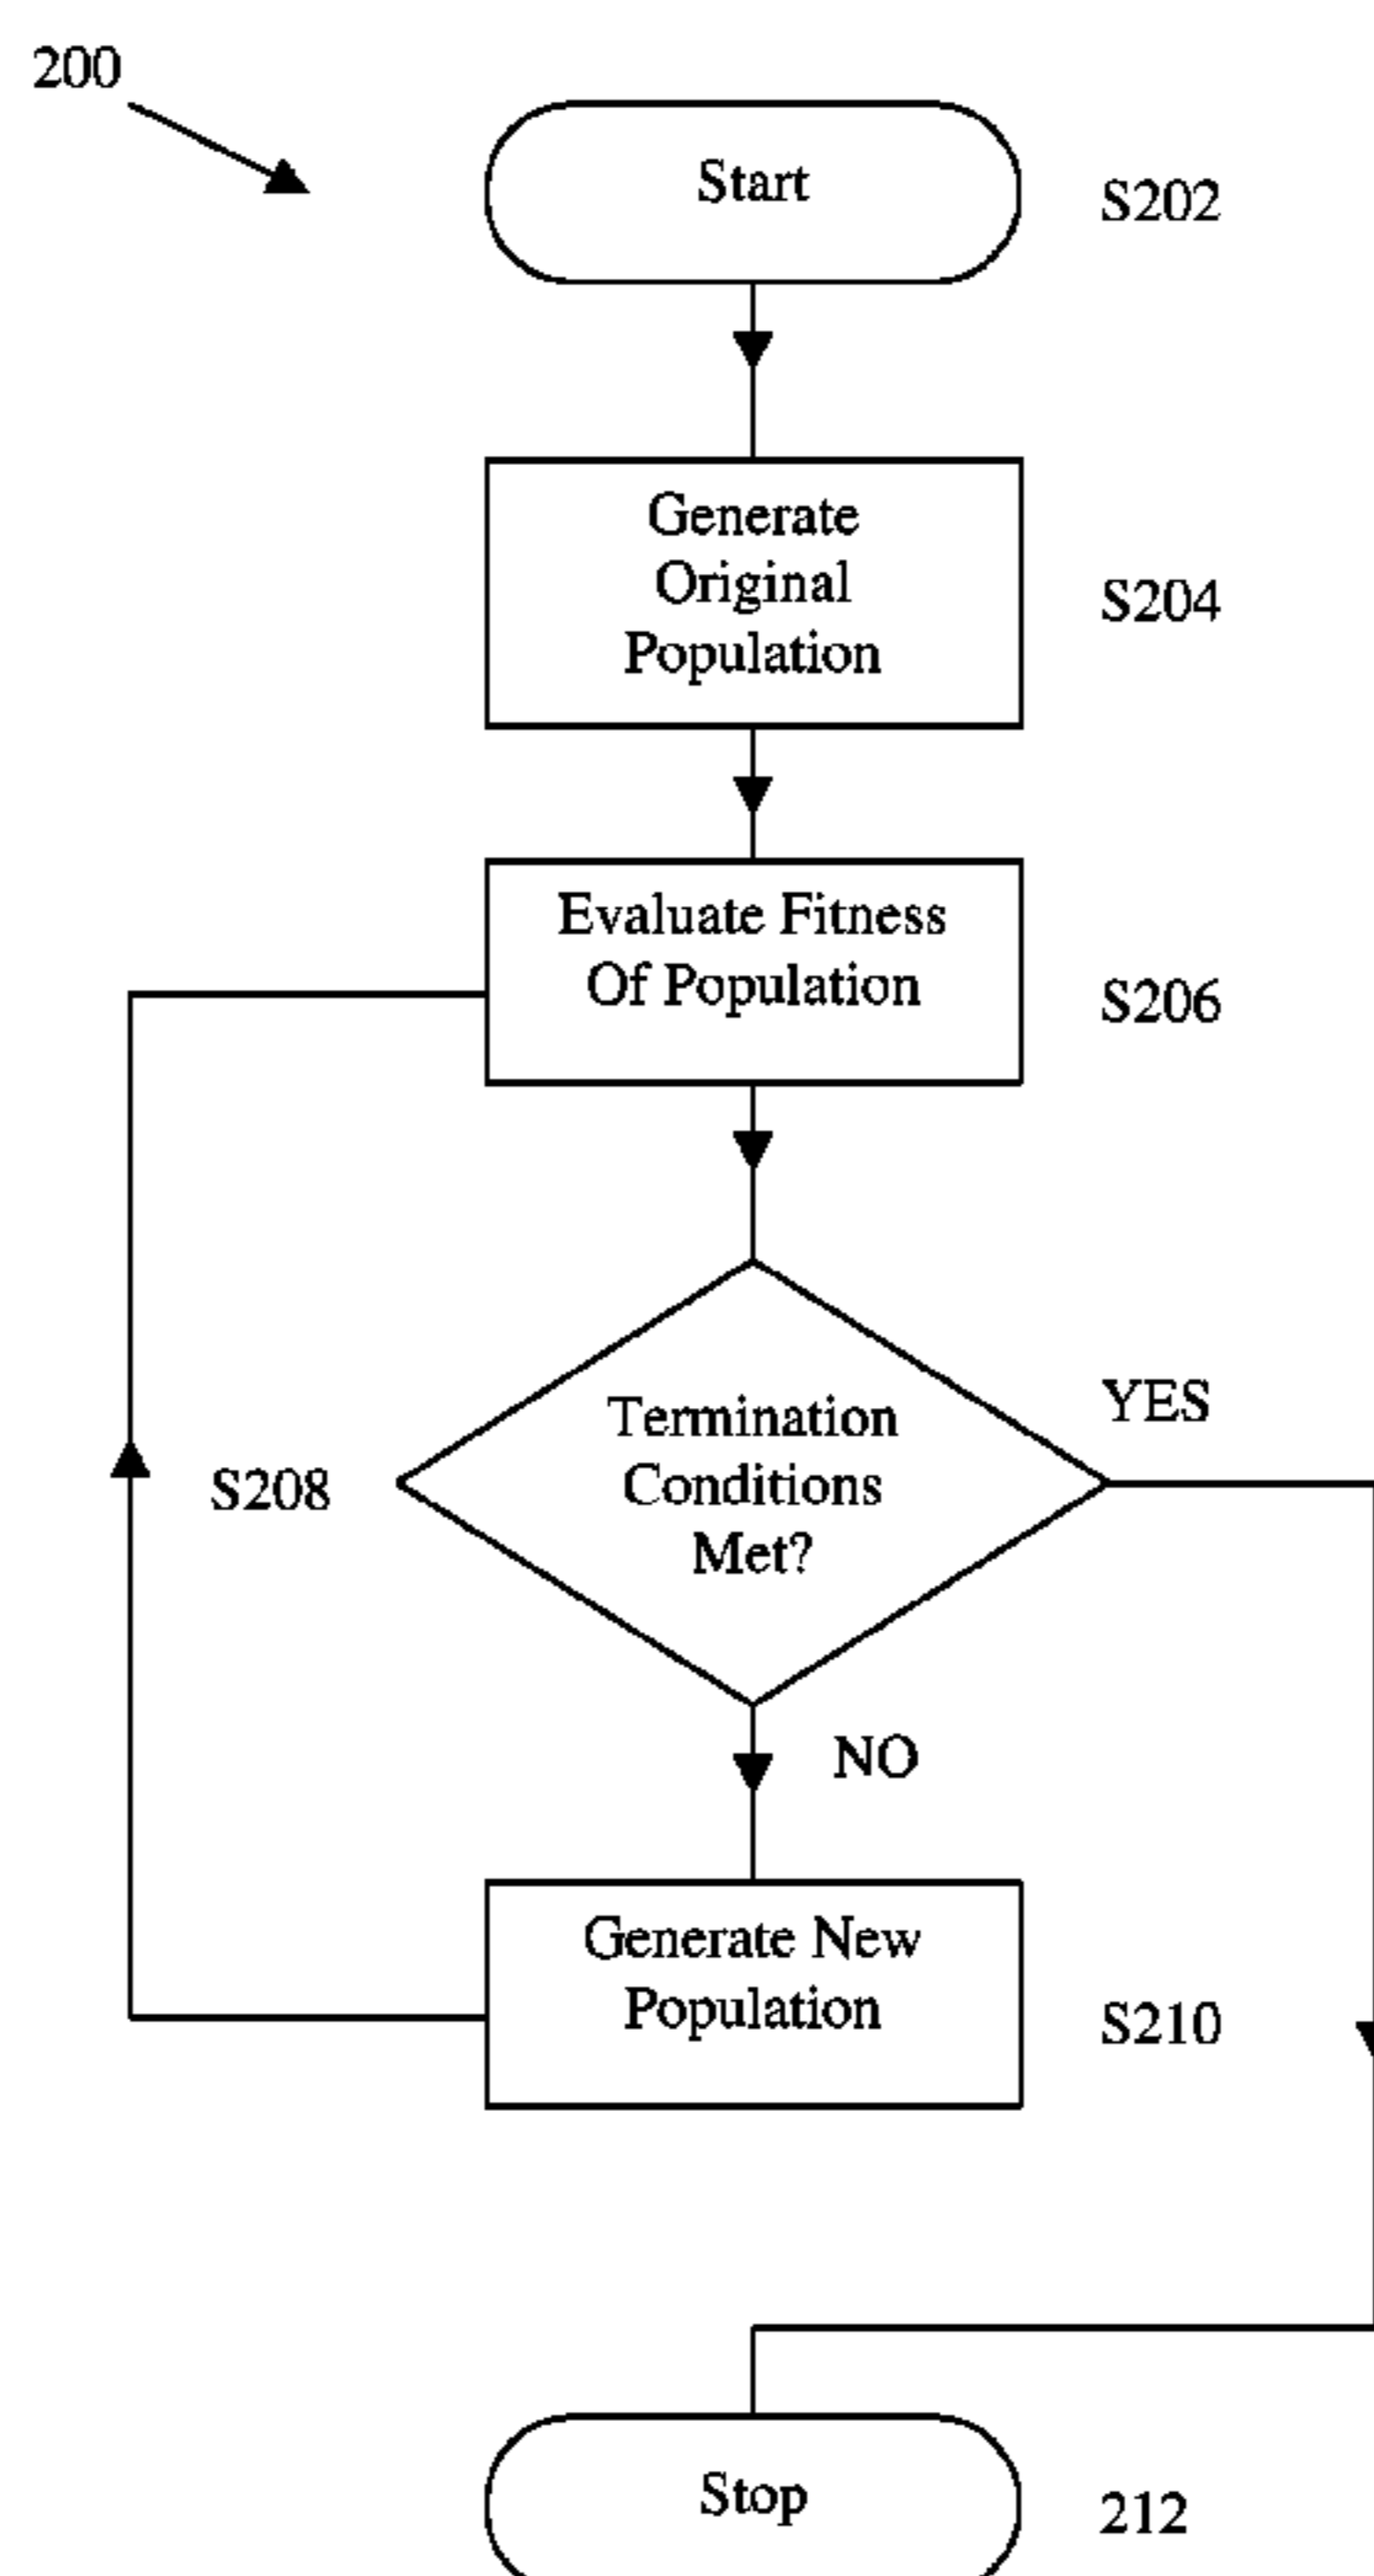 200
Start
S202
Generate
Original
Population
S204
Evaluate Fitness
Of Population
S206
YES
Termination
Conditions
Met?
S208
NO
Generate New
Population
S210
Stop
212